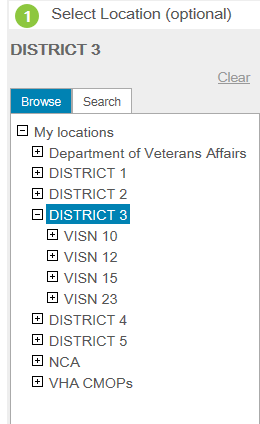 1 Select Location (optional)
DISTRICT 3
Clear
Browse Search
My locations
Department of Veterans Affairs
DISTRICT 1
DISTRICT 2
DISTRICT 3
VISN 10
VISN 12
VISN 15
VISN 23
DISTRICT 4
DISTRICT 5
NCA
VHA CMOPs